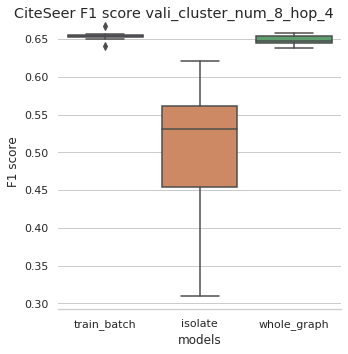 CiteSeer F1 score vali_cluster_num_8_hop_4
0.65
0.60
0.55
0.50
0.45
0.40
0.35
0.30
F1 score
train_batch
isolate
whole_graph
models